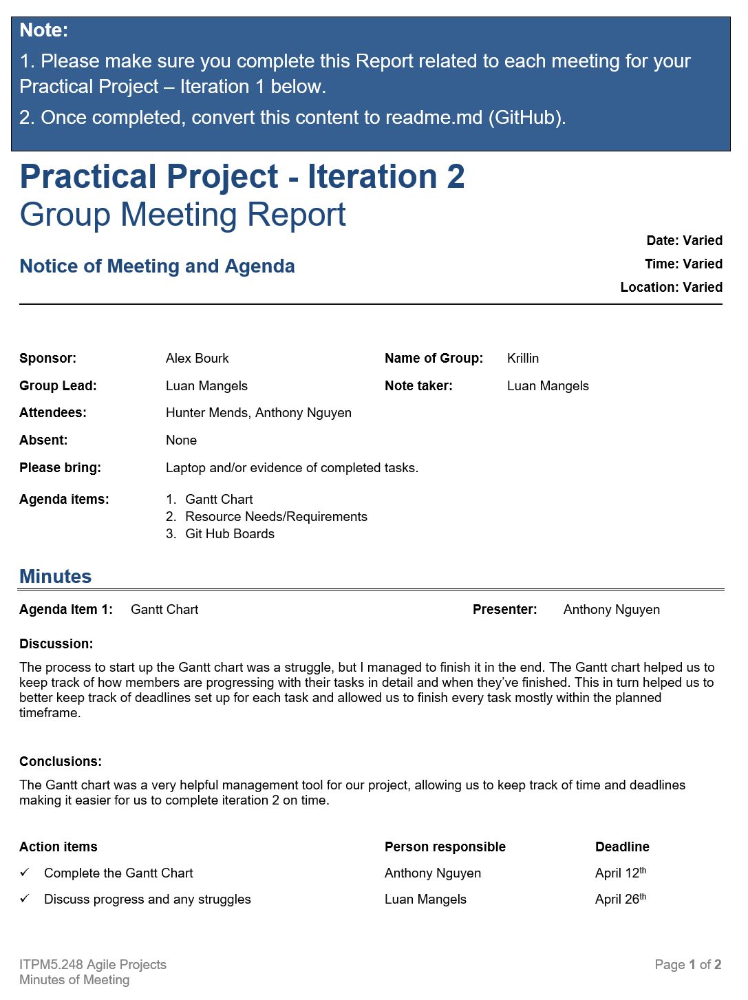 Note:
1. Please make sure you complete this Report related to each meeting for your
Practical Project – Iteration 1 below.
2. Once completed, convert this content to readme.md (GitHub).
Practical Project - Iteration 2
Group Meeting Report
Date: Varied
Notice of Meeting and Agenda
Time: Varied
Location: Varied
Sponsor: Alex Bourk Name of Group: Krillin
Group Lead: Luan Mangels Note taker: Luan Mangels
Attendees: Hunter Mends, Anthony Nguyen
Absent: None
Please bring: Laptop and/or evidence of completed tasks.
Agenda items: 1. Gantt Chart
2. Resource Needs/Requirements
3. Git Hub Boards
Minutes
Agenda Item 1: Gantt Chart Presenter: Anthony Nguyen
Discussion:
The process to start up the Gantt chart was a struggle, but I managed to finish it in the end. The Gantt chart helped us to
keep track of how members are progressing with their tasks in detail and when they’ve finished. This in turn helped us to
better keep track of deadlines set up for each task and allowed us to finish every task mostly within the planned
timeframe.
Conclusions:
The Gantt chart was a very helpful management tool for our project, allowing us to keep track of time and deadlines
making it easier for us to complete iteration 2 on time.
Action items Person responsible Deadline
✓ Complete the Gantt Chart Anthony Nguyen April 12th
✓ Discuss progress and any struggles Luan Mangels April 26th
ITPM5.248 Agile Projects Page 1 of 2
Minutes of Meeting